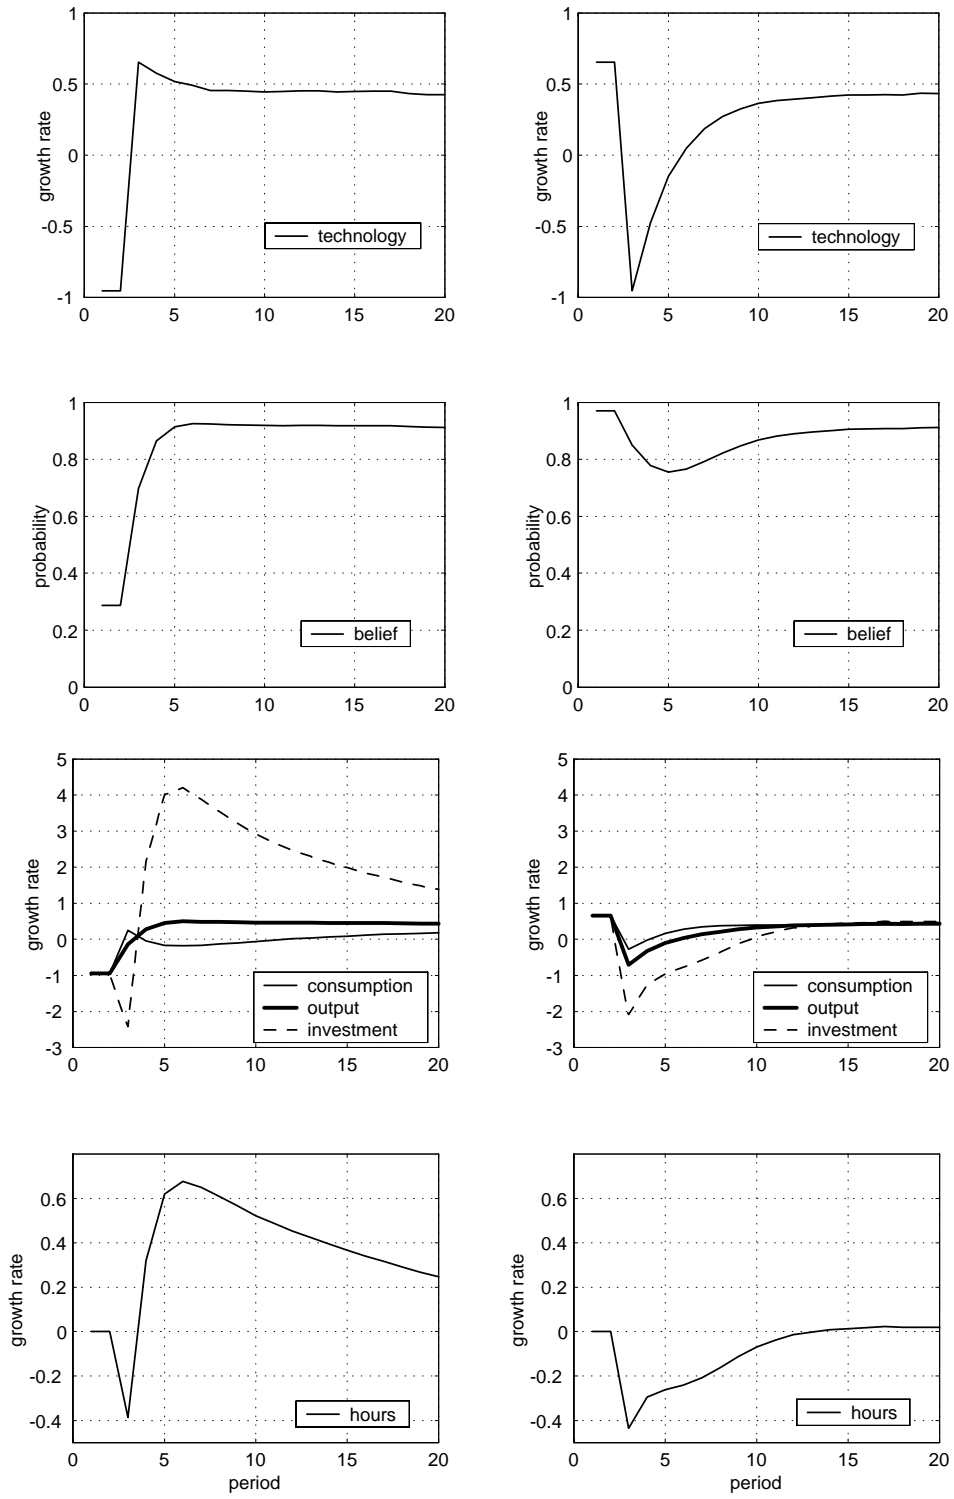 1
0.5
0
-0.5
-1
growth rate
technology
0 5 10 15 20
1
0.5
0
-0.5
-1
growth rate
technology
0 5 10 15 20
1
0.8
0.6
0.4
0.2
0
probability
belief
0 5 10 15 20
1
0.8
0.6
0.4
0.2
0
probability
belief
0 5 10 15 20
5
4
3
2
1
0
-1
-2
-3
growth rate
consumption
output
investment
0 5 10 15 20
5
4
3
2
1
0
-1
-2
-3
growth rate
consumption
output
investment
0 5 10 15 20
0.6
0.4
0.2
0
-0.2
-0.4
growth rate
hours
0 5 10 15 20
period
0.6
0.4
0.2
0
-0.2
-0.4
growth rate
hours
0 5 10 15 20
period